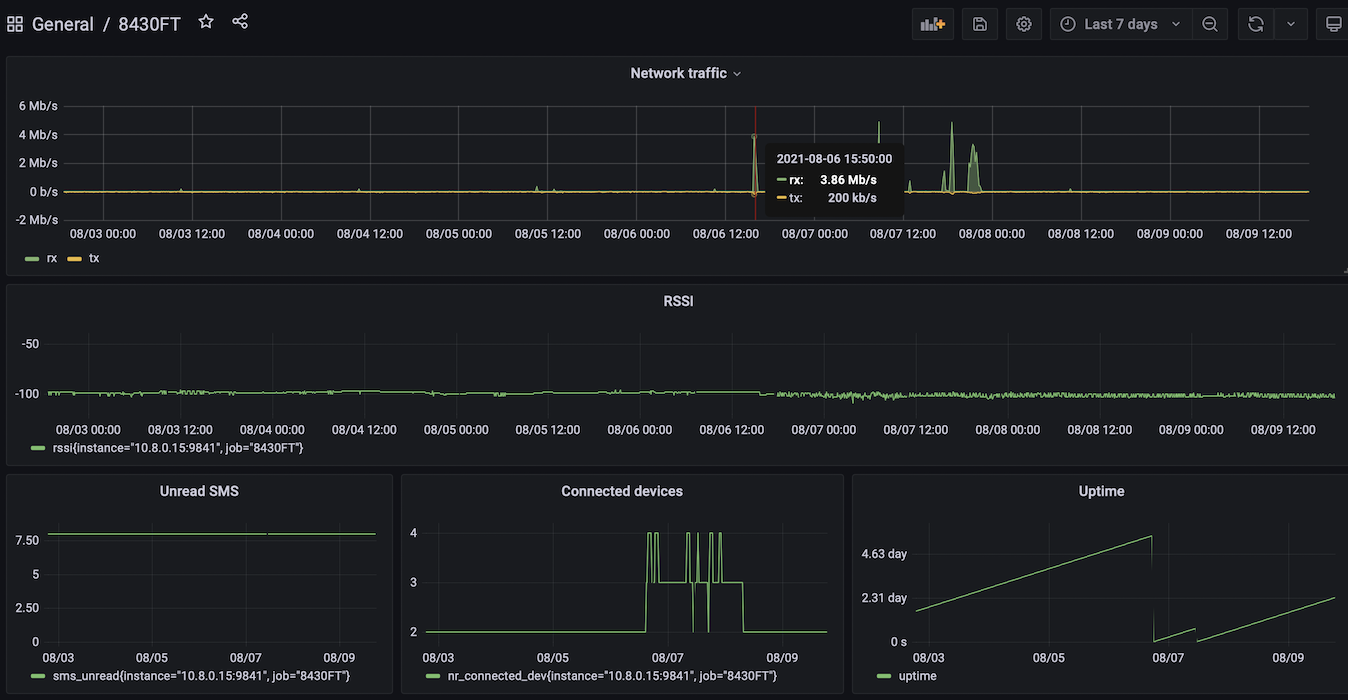 General / 8430FT
Last 7 days
Network traffic
6 Mb/s
4 Mb/s
2 Mb/s
0 b/s
-2 Mb/s
2021-08-06 15:50:00
rx: 3.86 Mb/s
tx: 200 kb/s
08/03 00:00 08/03 12:00 08/04 00:00 08/04 12:00 08/05 00:00 08/05 12:00 08/06 00:00 08/06 12:00 08/07 00:00 08/07 12:00 08/08 00:00 08/08 12:00 08/09 00:00 08/09 12:00
rx tx
RSSI
-50
-100
08/03 00:00 08/03 12:00 08/04 00:00 08/04 12:00 08/05 00:00 08/05 12:00 08/06 00:00 08/06 12:00 08/07 00:00 08/07 12:00 08/08 00:00 08/08 12:00 08/09 00:00 08/09 12:00
rssi{instance="10.8.0.15:9841", job="8430FT"}
Unread SMS
7.50
5
2.50
0
08/03 08/05 08/07 08/09
sms_unread{instance="10.8.0.15:9841", job="8430FT"}
Connected devices
4
3
2
08/03 08/05 08/07 08/09
nr_connected_dev{instance="10.8.0.15:9841", job="8430FT"}
Uptime
4.63 day
2.31 day
0 s
08/03 08/05 08/07 08/09
uptime